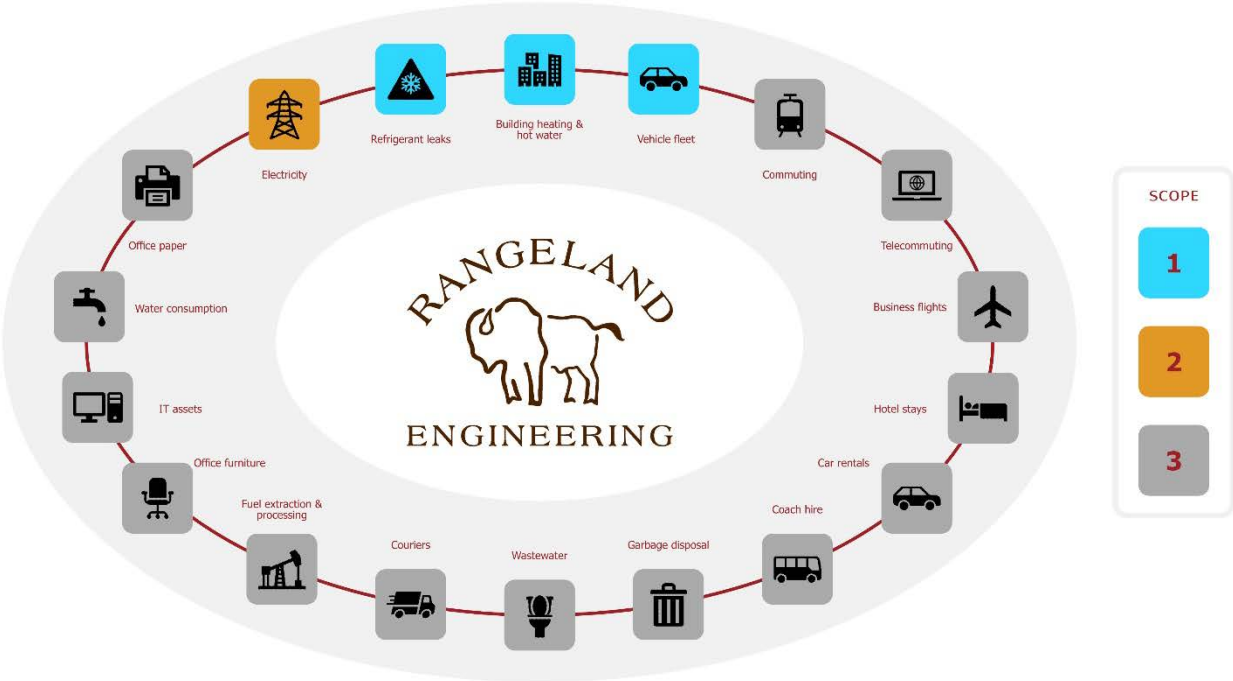 Refrigerant leaks
Building heating &
hot water
Vehicle fleet
Electricity
Commuting
Office paper
Telecommuting
Water consumption
Business flights
IT assets
Hotel stays
Office furniture
Car rentals
Fuel extraction &
processing
Coach hire
Couriers
Wastewater
Garbage disposal
RANGELAND
ENGINEERING
SCOPE
1
2
3